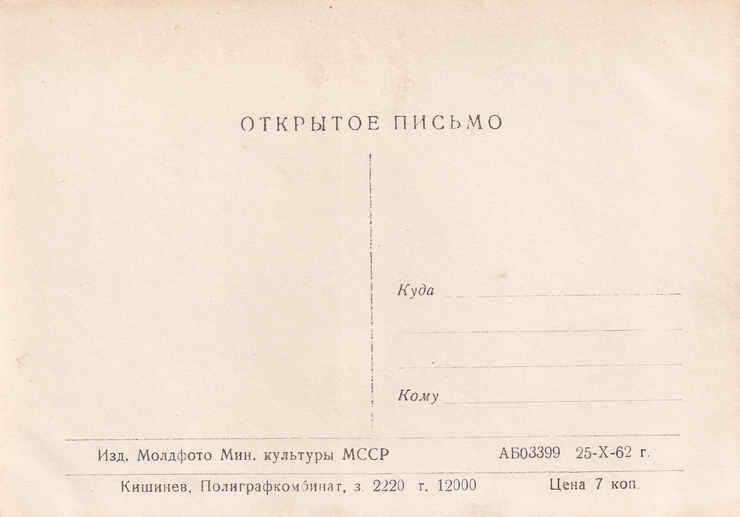 ОТКРЫТОЕ ПИСЬМО
Куда
Кому
Изд. Молдфото Мин. культуры МССР АБ03399 25-X-62 г.
Кишинев, Полиграфкомбинат, з. 2220 т. 12000 Цена 7 коп.